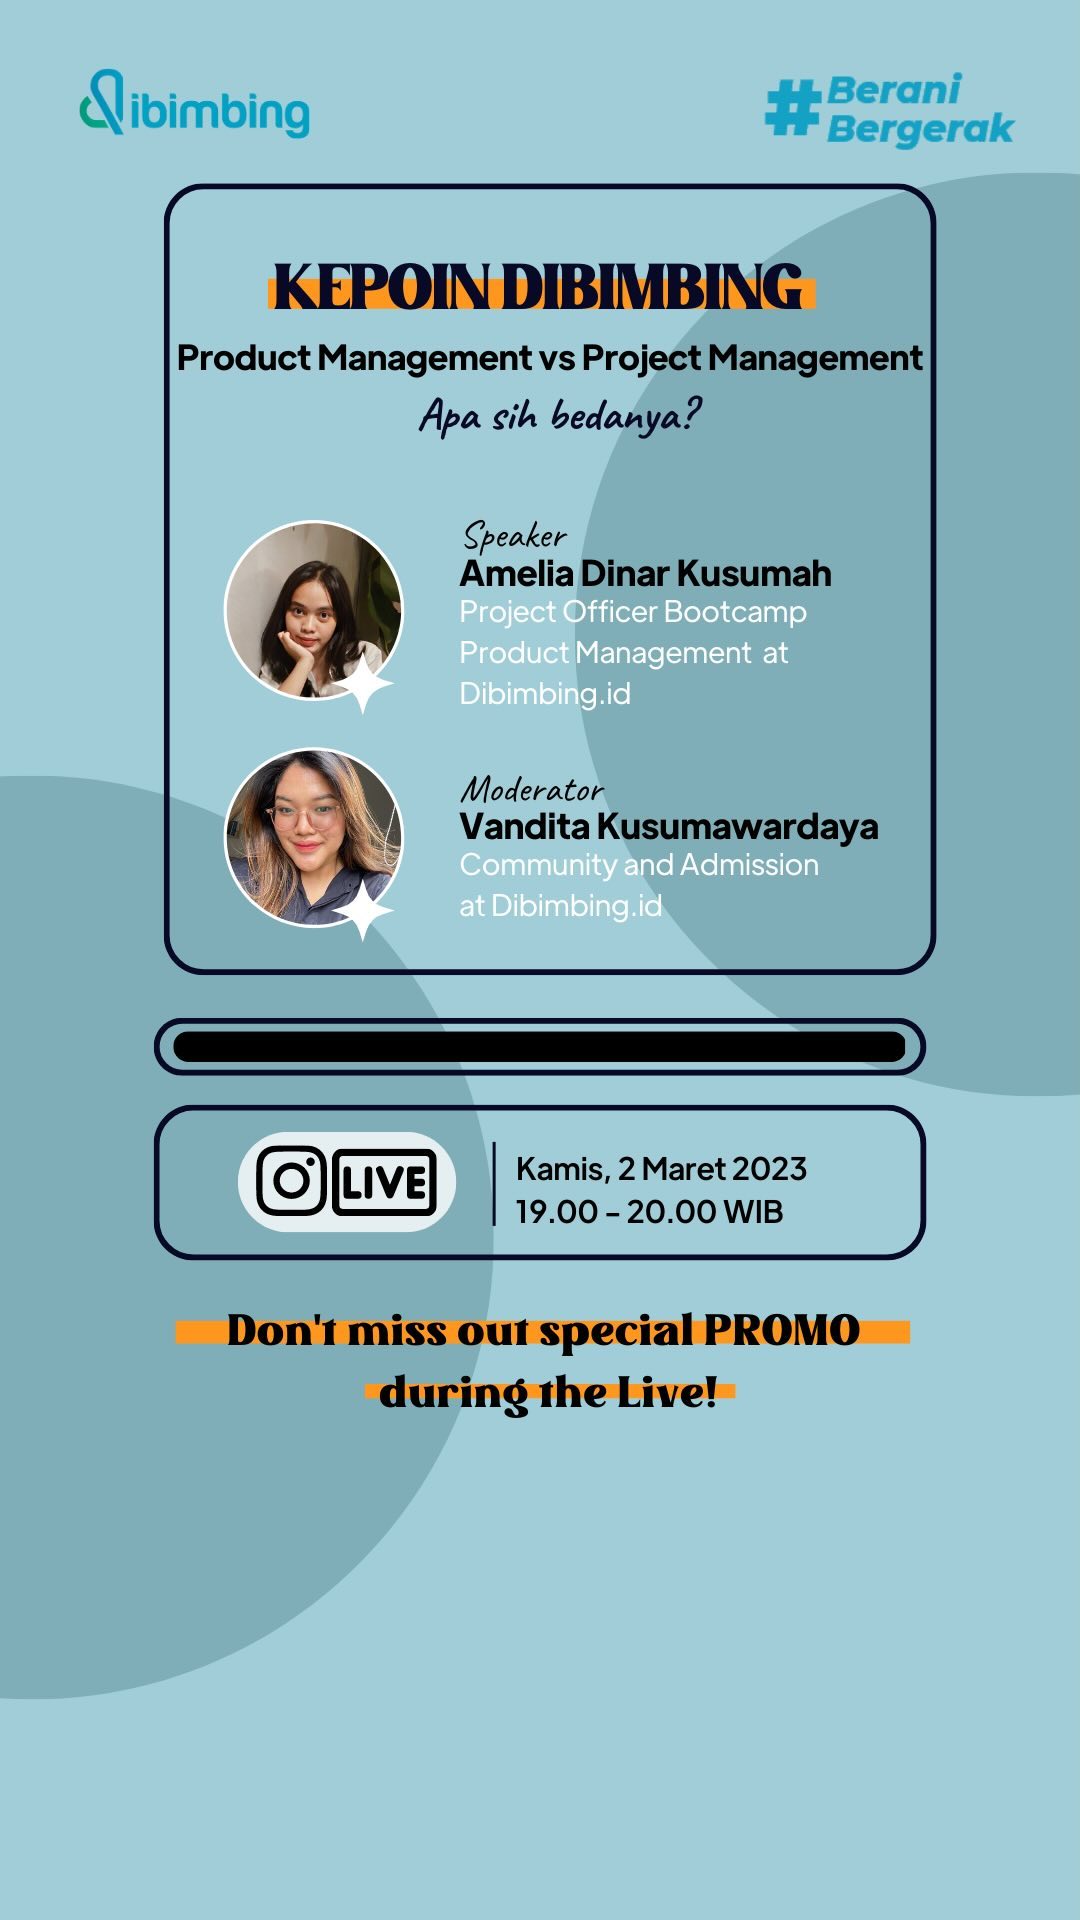 Dibimbing
#Berani
Bergerak
KEPOIN DIBIMBING
Product Management vs Project Management
Apa sih bedanya?
Speaker
Amelia Dinar Kusumah
Project Officer Bootcamp
Product Management at
Dibimbing.id
Moderator
Vandita Kusumawardaya
Community and Admission
at Dibimbing.id
LIVE
Kamis, 2 Maret 2023
19.00 - 20.00 WIB
Don't miss out special PROMO
during the Live!